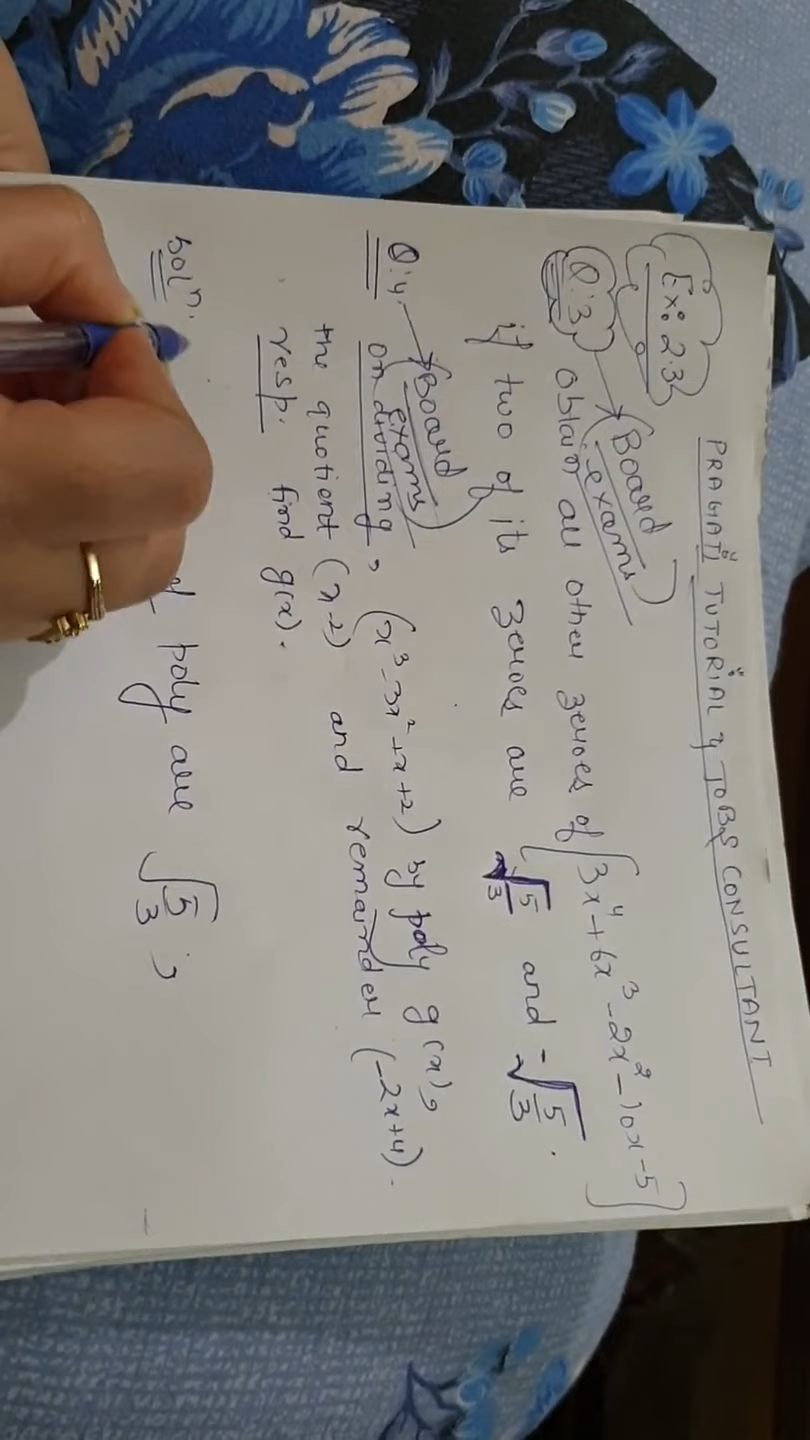 PRAGATI TUTORIAL & JOBS CONSULTANT
Ex: 2.3
(Board exams)
Q:3, obtain all other zeroes of [3x⁴+6x³-2x²-10x-5]
if two of its zeroes are √5/3 and -√5/3.
(Board exams)
Q:4. on dividing, (x³-3x²+x+2) by poly g(x),
the quotient (x-2) and remainder (-2x+4).
resp. find g(x).
Solⁿ. poly are √5/3,